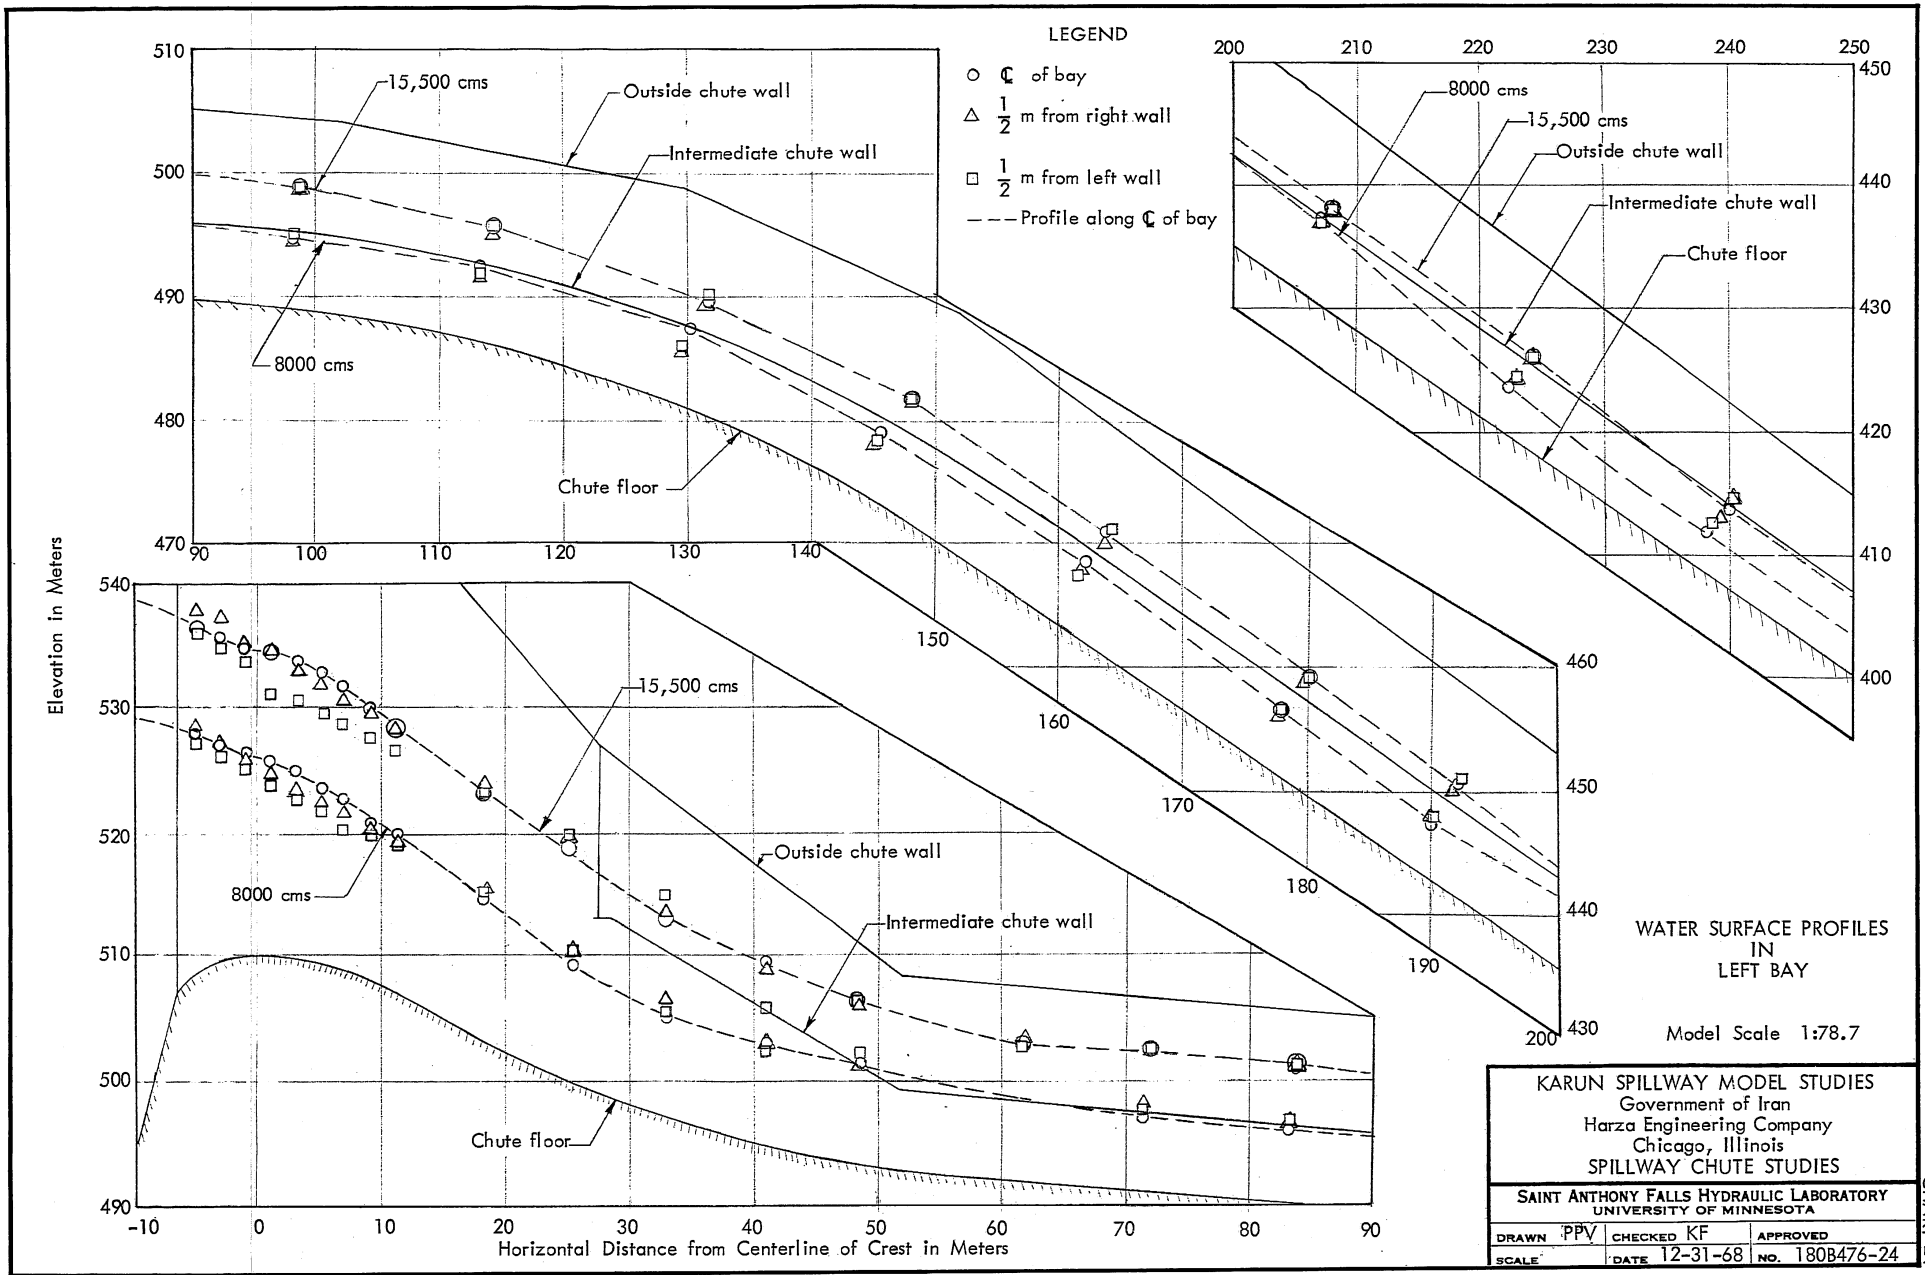 LEGEND
℄ of bay
1/2 m from right wall
1/2 m from left wall
Profile along ℄ of bay
510
500
490
480
470
90
100
110
120
130
140
150
160
170
180
190
200
460
450
440
430
15,500 cms
Outside chute wall
Intermediate chute wall
8000 cms
Chute floor
200
210
220
230
240
250
450
440
430
420
410
400
8000 cms
15,500 cms
Outside chute wall
Intermediate chute wall
Chute floor
Elevation in Meters
540
530
520
510
500
490
-10
0
10
20
30
40
50
60
70
80
90
15,500 cms
8000 cms
Outside chute wall
Intermediate chute wall
Chute floor
Horizontal Distance from Centerline of Crest in Meters
WATER SURFACE PROFILES
IN
LEFT BAY
Model Scale 1:78.7
KARUN SPILLWAY MODEL STUDIES
Government of Iran
Harza Engineering Company
Chicago, Illinois
SPILLWAY CHUTE STUDIES
SAINT ANTHONY FALLS HYDRAULIC LABORATORY
UNIVERSITY OF MINNESOTA
DRAWN PPV CHECKED KF APPROVED
SCALE DATE 12-31-68 NO. 180B476-24